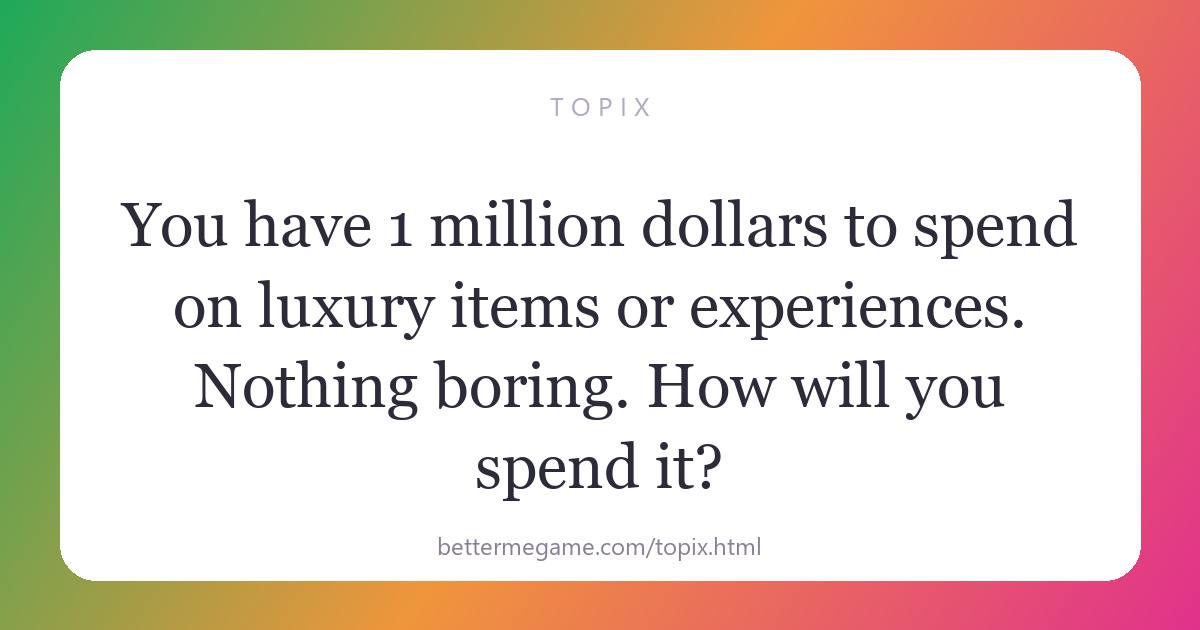 TOPIX
You have 1 million dollars to spend
on luxury items or experiences.
Nothing boring. How will you
spend it?
bettermegame.com/topix.html